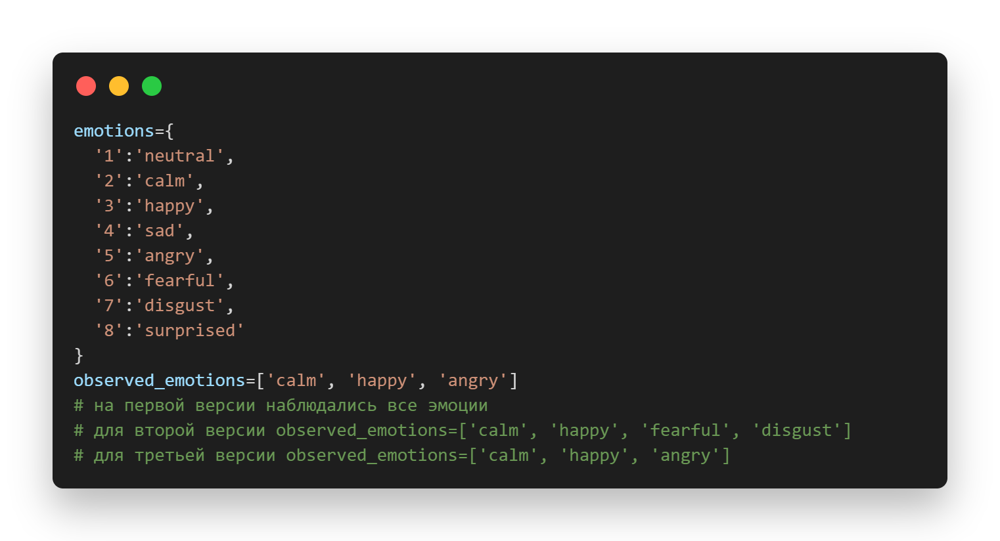 emotions={
  '1':'neutral',
  '2':'calm',
  '3':'happy',
  '4':'sad',
  '5':'angry',
  '6':'fearful',
  '7':'disgust',
  '8':'surprised'
}
observed_emotions=['calm', 'happy', 'angry']
# на первой версии наблюдались все эмоции
# для второй версии observed_emotions=['calm', 'happy', 'fearful', 'disgust']
# для третьей версии observed_emotions=['calm', 'happy', 'angry']